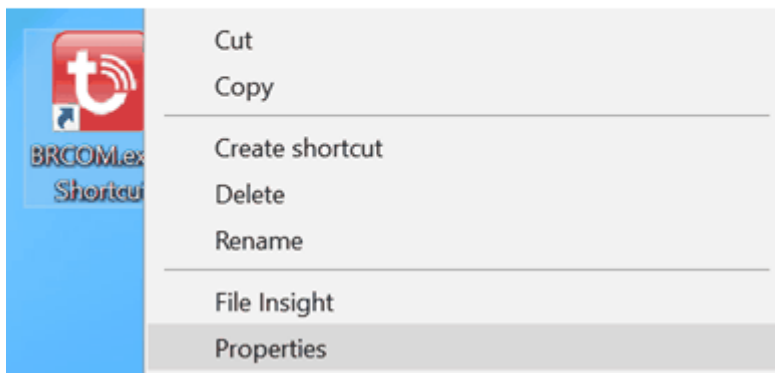 BRCOM.ex
Shortcu
Cut
Copy
Create shortcut
Delete
Rename
File Insight
Properties